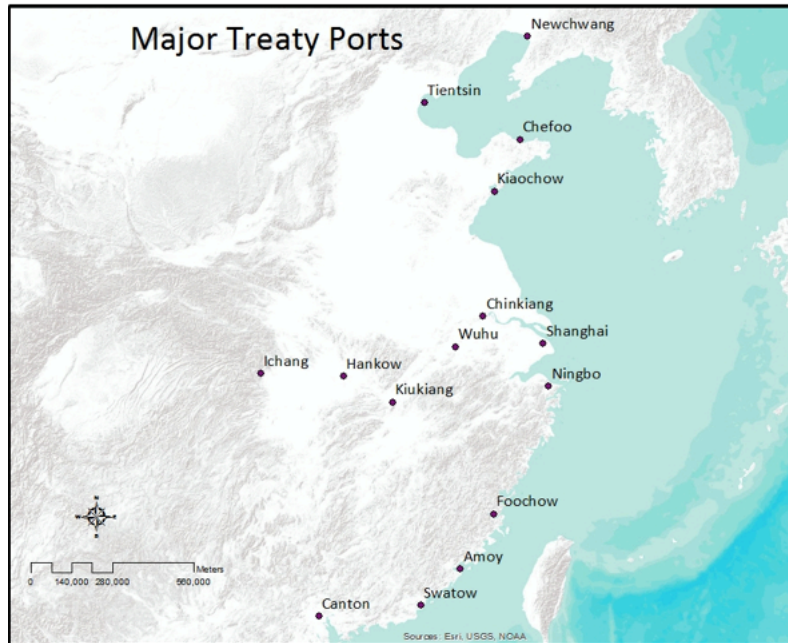 Major Treaty Ports
Newchwang
Tientsin
Chefoo
Kiaochow
Chinkiang
Wuhu
Shanghai
Ichang
Hankow
Ningbo
Kiukiang
Foochow
Amoy
Swatow
Canton
N
W E
S
Meters
0 140,000 280,000 560,000
Sources: Esri, USGS, NOAA